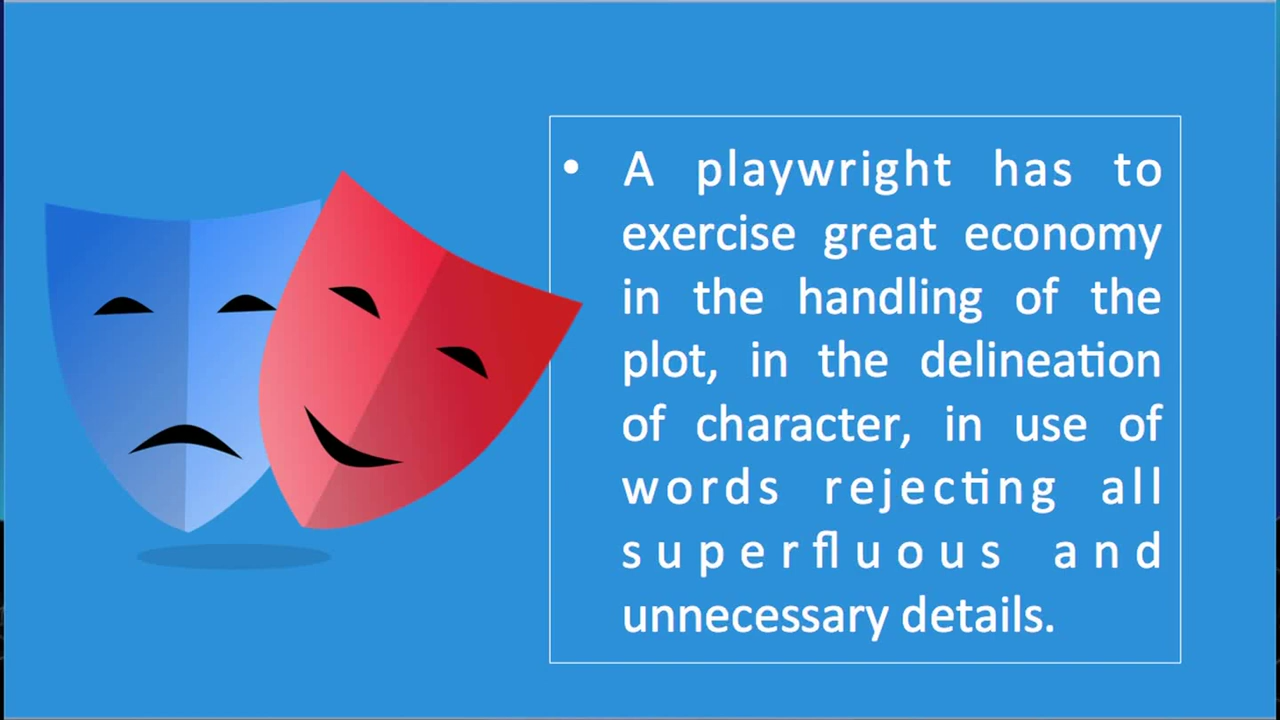 • A playwright has to
exercise great economy
in the handling of the
plot, in the delineation
of character, in use of
words rejecting all
superfluous and
unnecessary details.